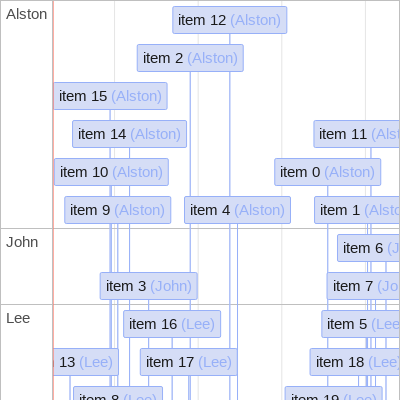 Alston
item 12 (Alston)
item 2 (Alston)
item 15 (Alston)
item 14 (Alston)
item 11 (Alst
item 10 (Alston)
item 0 (Alston)
item 9 (Alston)
item 4 (Alston)
item 1 (Alsto
John
item 6 (J
item 3 (John)
item 7 (Jo
Lee
item 16 (Lee)
item 5 (Lee
13 (Lee)
item 17 (Lee)
item 18 (Lee)
item 8 (Lee)
item 19 (Lee)